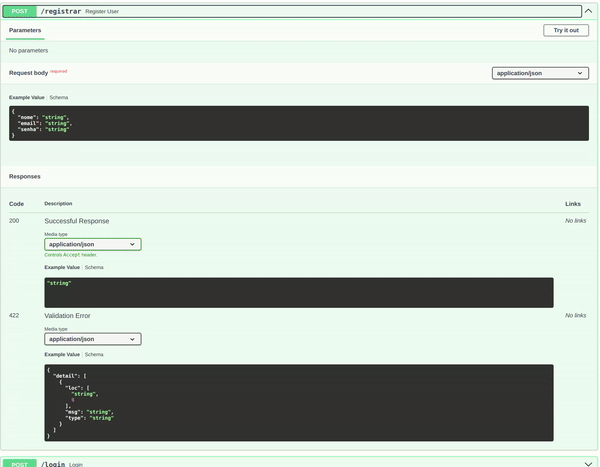 POST /registrar Register User
Parameters
Try it out
No parameters
Request body required
application/json
Example Value | Schema
{
"nome": "string",
"email": "string",
"senha": "string"
}
Responses
Code Description Links
200 Successful Response No links
Media type
application/json
Controls Accept header.
Example Value | Schema
"string"
422 Validation Error No links
Media type
application/json
Example Value | Schema
{
"detail": [
{
"loc": [
"string",
0
],
"msg": "string",
"type": "string"
}
]
}
POST /login Login